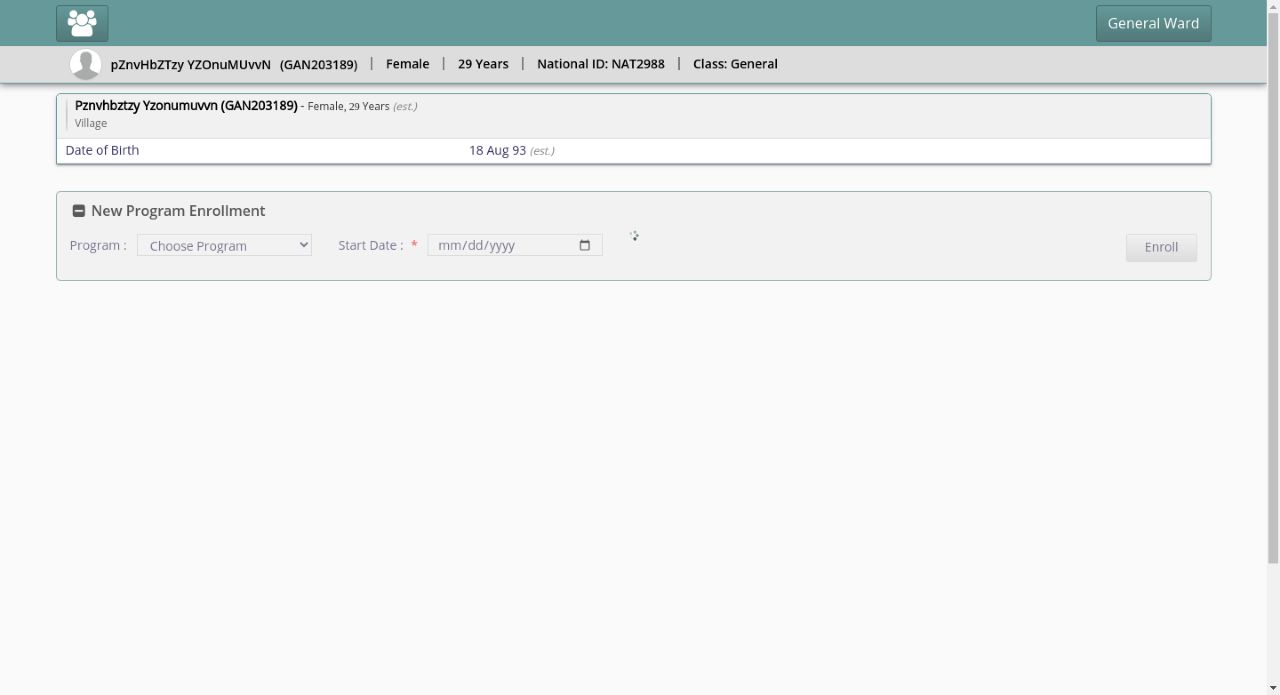 General Ward
pZnvHbZTzy YZOnuMUvvN (GAN203189) | Female | 29 Years | National ID: NAT2988 | Class: General
Pznvhbztzy Yzonumuvvn (GAN203189) - Female, 29 Years (est.)
Village
Date of Birth 18 Aug 93 (est.)
New Program Enrollment
Program : Choose Program Start Date : * mm/dd/yyyy Enroll